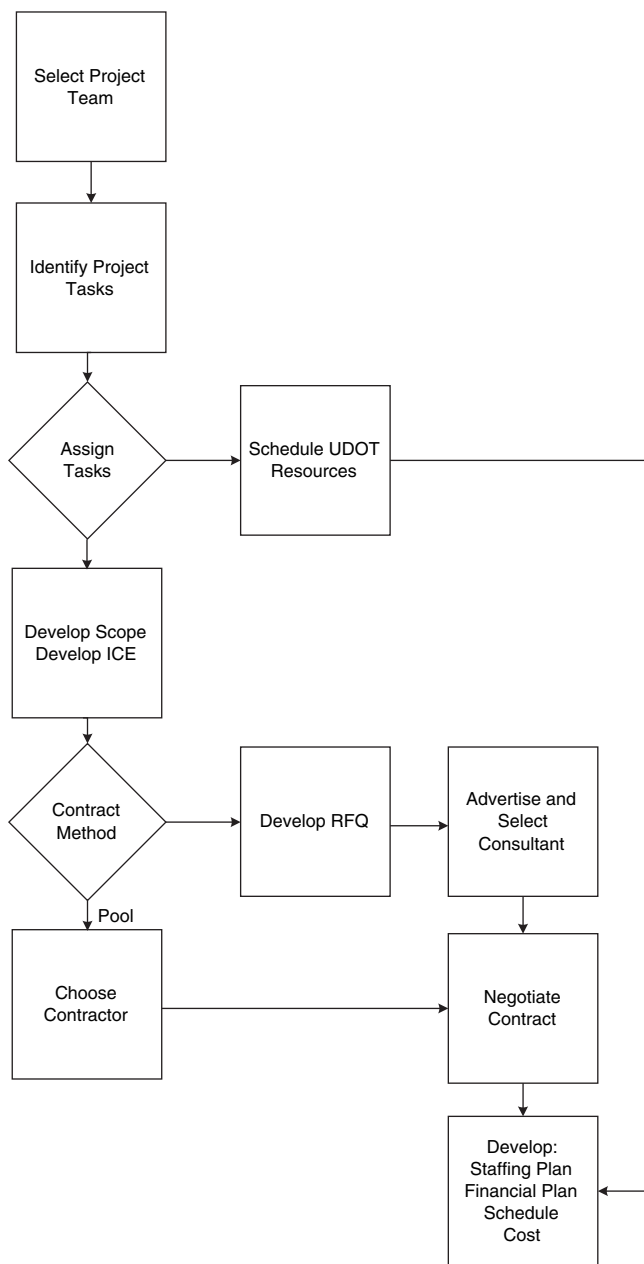 Select Project
Team
Identify Project
Tasks
Assign
Tasks
Schedule UDOT
Resources
Develop Scope
Develop ICE
Contract
Method
Develop RFQ
Advertise and
Select
Consultant
Pool
Choose
Contractor
Negotiate
Contract
Develop:
Staffing Plan
Financial Plan
Schedule
Cost